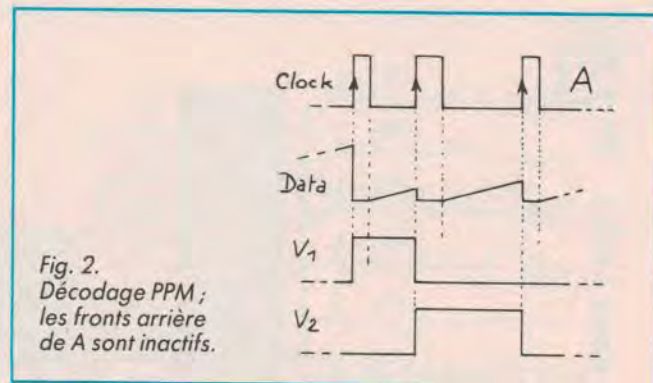 Clock
A
Data
V1
V2
Fig. 2.
Décodage PPM ;
les fronts arrière
de A sont inactifs.